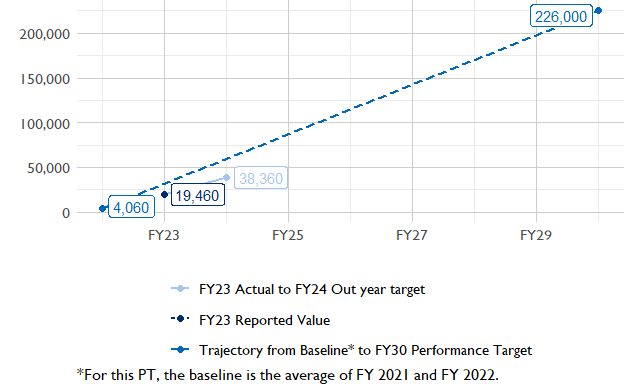 226,000
200,000
150,000
100,000
50,000
38,360
19,460
4,060
0
FY23 FY25 FY27 FY29
FY23 Actual to FY24 Out year target
FY23 Reported Value
Trajectory from Baseline* to FY30 Performance Target
*For this PT, the baseline is the average of FY 2021 and FY 2022.